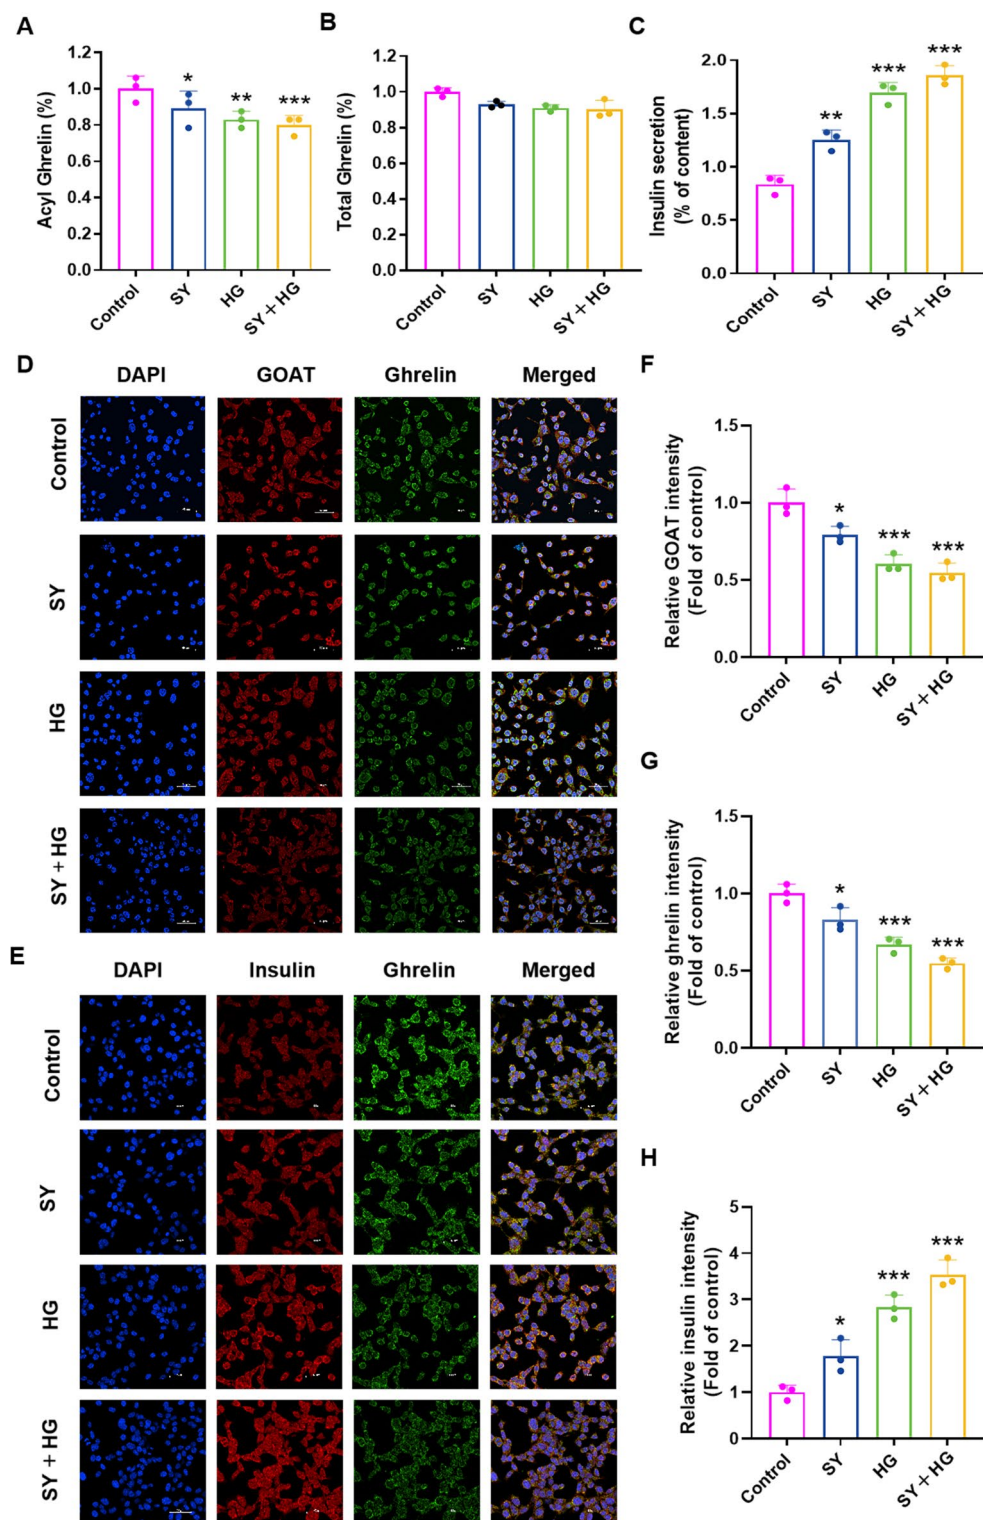 A
Acyl Ghrelin (%)
1.2
1.0
0.8
0.6
0.4
0.2
0.0
*
**
***
Control
SY
HG
SY + HG
B
Total Ghrelin (%)
1.2
1.0
0.8
0.6
0.4
0.2
0.0
Control
SY
HG
SY + HG
C
Insulin secretion
(% of content)
2.0
1.5
1.0
0.5
0.0
**
***
***
Control
SY
HG
SY + HG
D
DAPI GOAT Ghrelin Merged
Control
SY
HG
SY + HG
E
DAPI Insulin Ghrelin Merged
Control
SY
HG
SY + HG
F
Relative GOAT intensity
(Fold of control)
1.5
1.0
0.5
0.0
*
***
***
Control
SY
HG
SY + HG
G
Relative ghrelin intensity
(Fold of control)
1.5
1.0
0.5
0.0
*
***
***
Control
SY
HG
SY + HG
H
Relative insulin intensity
(Fold of control)
5
4
3
2
1
0
*
***
***
Control
SY
HG
SY + HG